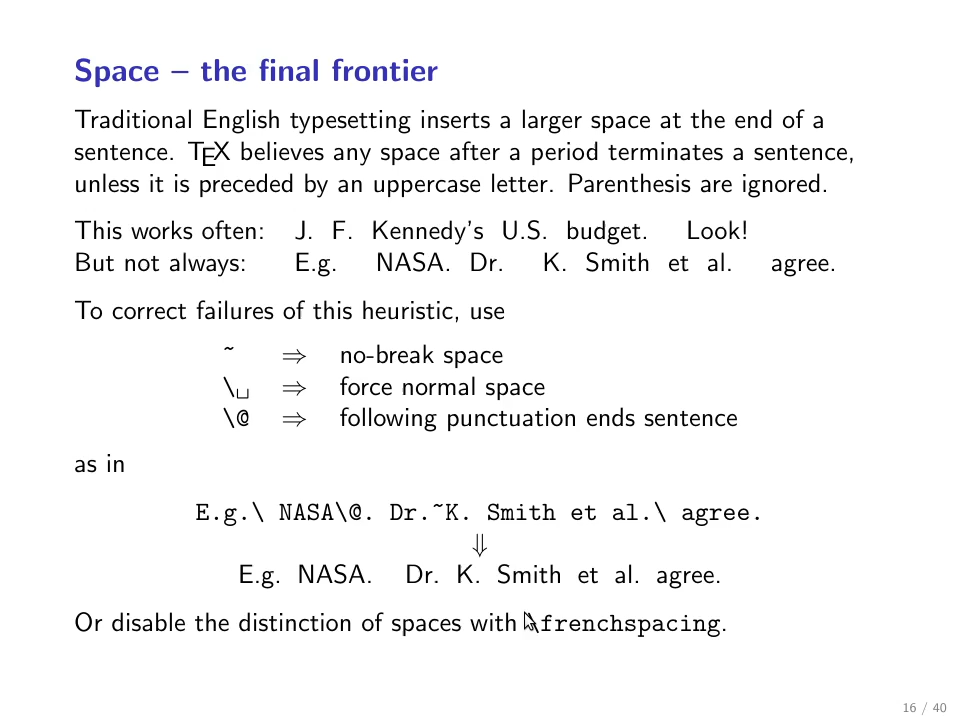 Space – the final frontier
Traditional English typesetting inserts a larger space at the end of a
sentence. TEX believes any space after a period terminates a sentence,
unless it is preceded by an uppercase letter. Parenthesis are ignored.
This works often: J. F. Kennedy's U.S. budget. Look!
But not always: E.g. NASA. Dr. K. Smith et al. agree.
To correct failures of this heuristic, use
~ ⇒ no-break space
\␣ ⇒ force normal space
\@ ⇒ following punctuation ends sentence
as in
E.g.\ NASA\@. Dr.~K. Smith et al.\ agree.
⇓
E.g. NASA. Dr. K. Smith et al. agree.
Or disable the distinction of spaces with \frenchspacing.
16 / 40